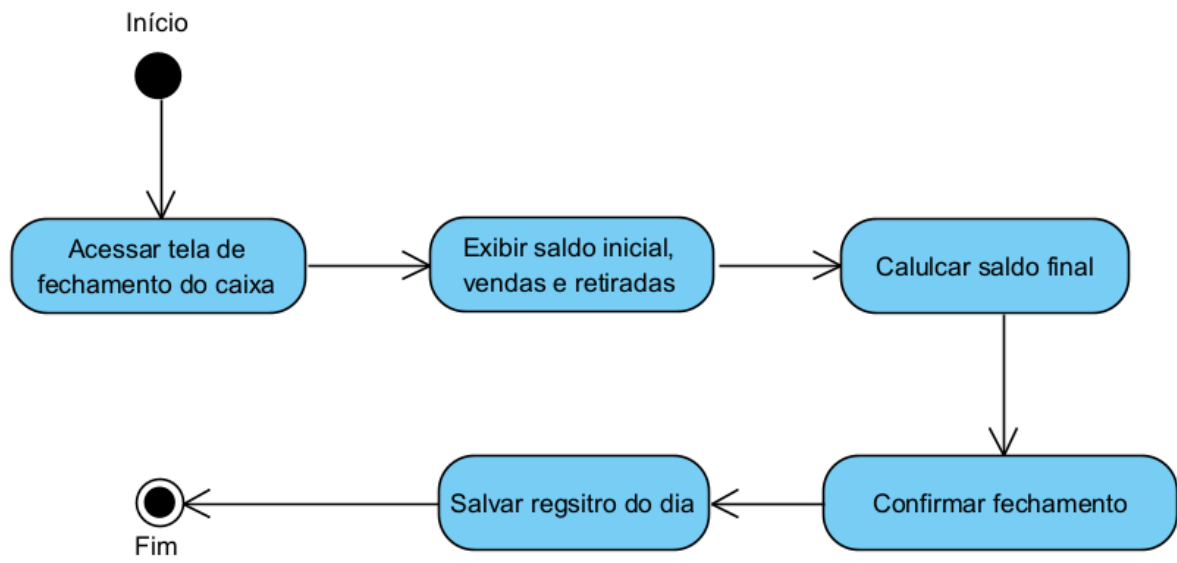 Início
Acessar tela de
fechamento do caixa
Exibir saldo inicial,
vendas e retiradas
Calulcar saldo final
Confirmar fechamento
Salvar regsitro do dia
Fim